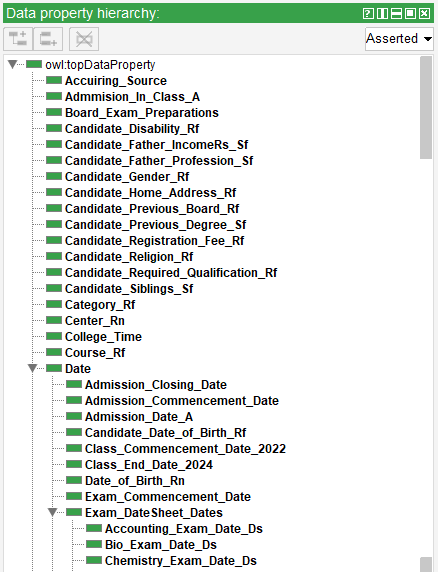 Data property hierarchy:
Asserted
owl:topDataProperty
Accuiring_Source
Admmision_In_Class_A
Board_Exam_Preparations
Candidate_Disability_Rf
Candidate_Father_IncomeRs_Sf
Candidate_Father_Profession_Sf
Candidate_Gender_Rf
Candidate_Home_Address_Rf
Candidate_Previous_Board_Rf
Candidate_Previous_Degree_Sf
Candidate_Registration_Fee_Rf
Candidate_Religion_Rf
Candidate_Required_Qualification_Rf
Candidate_Siblings_Sf
Category_Rf
Center_Rn
College_Time
Course_Rf
Date
Admission_Closing_Date
Admission_Commencement_Date
Admission_Date_A
Candidate_Date_of_Birth_Rf
Class_Commencement_Date_2022
Class_End_Date_2024
Date_of_Birth_Rn
Exam_Commencement_Date
Exam_DateSheet_Dates
Accounting_Exam_Date_Ds
Bio_Exam_Date_Ds
Chemistry_Exam_Date_Ds